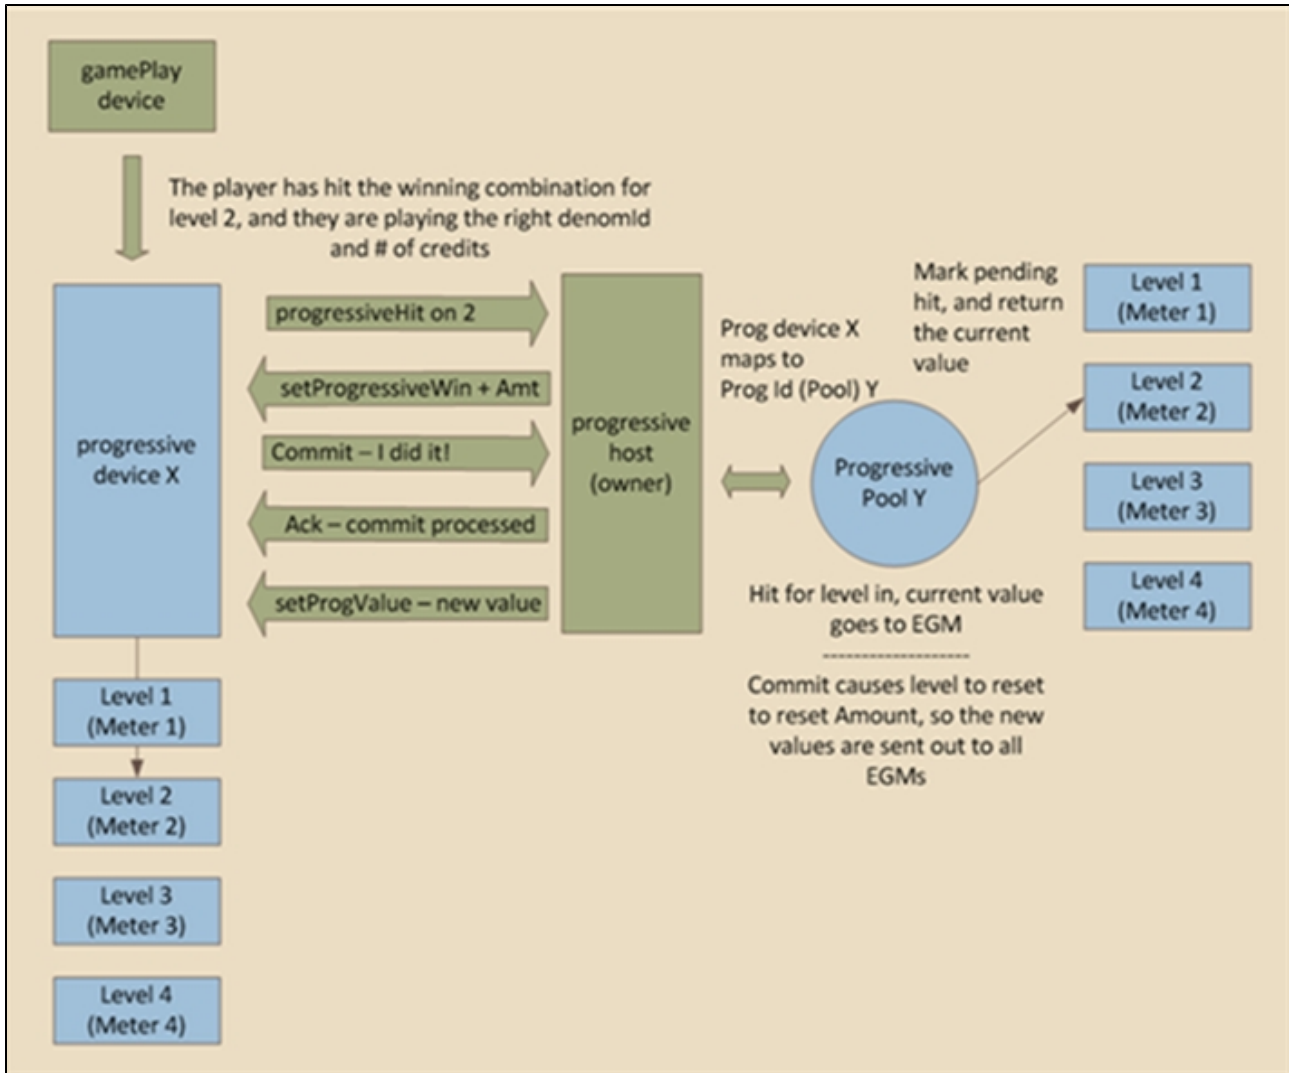 gamePlay
device
The player has hit the winning combination for
level 2, and they are playing the right denomId
and # of credits
progressive
device X
progressiveHit on 2
setProgressiveWin + Amt
Commit – I did it!
Ack – commit processed
setProgValue – new value
progressive
host
(owner)
Prog device X
maps to
Prog Id (Pool) Y
Mark pending
hit, and return
the current
value
Progressive
Pool Y
Level 1
(Meter 1)
Level 2
(Meter 2)
Level 3
(Meter 3)
Level 4
(Meter 4)
Hit for level in, current value
goes to EGM
--------------------
Commit causes level to reset
to reset Amount, so the new
values are sent out to all
EGMs
Level 1
(Meter 1)
Level 2
(Meter 2)
Level 3
(Meter 3)
Level 4
(Meter 4)